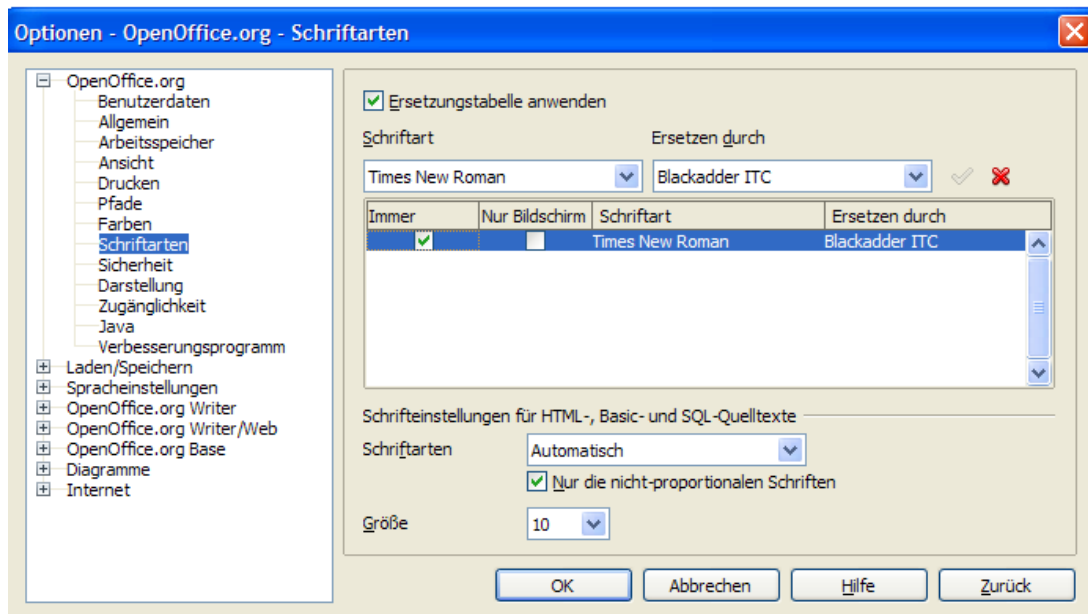 Optionen - OpenOffice.org - Schriftarten
OpenOffice.org
Benutzerdaten
Allgemein
Arbeitsspeicher
Ansicht
Drucken
Pfade
Farben
Schriftarten
Sicherheit
Darstellung
Zugänglichkeit
Java
Verbesserungsprogramm
Laden/Speichern
Spracheinstellungen
OpenOffice.org Writer
OpenOffice.org Writer/Web
OpenOffice.org Base
Diagramme
Internet
Ersetzungstabelle anwenden
Schriftart Ersetzen durch
Times New Roman Blackadder ITC
Immer Nur Bildschirm Schriftart Ersetzen durch
Times New Roman Blackadder ITC
Schrifteinstellungen für HTML-, Basic- und SQL-Quelltexte
Schriftarten Automatisch
Nur die nicht-proportionalen Schriften
Größe 10
OK Abbrechen Hilfe Zurück